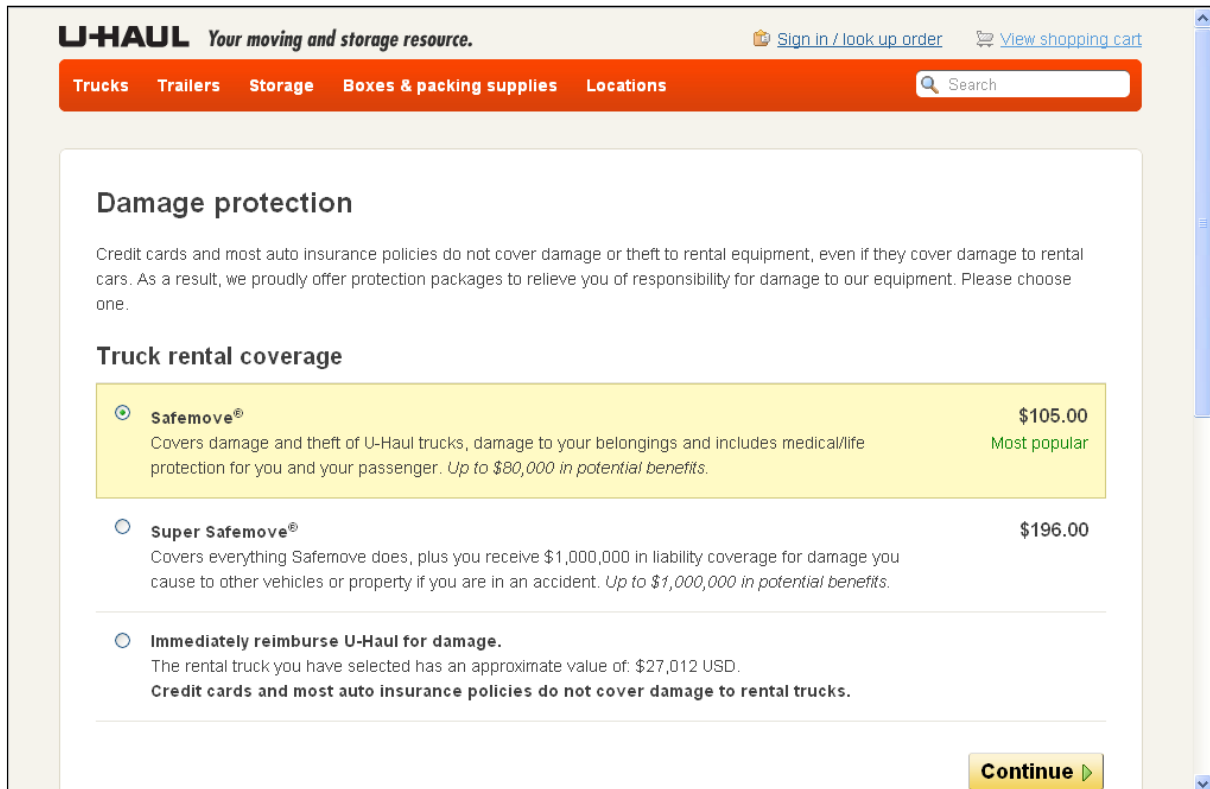 U-HAUL Your moving and storage resource. Sign in / look up order View shopping cart
Trucks Trailers Storage Boxes & packing supplies Locations Search
Damage protection
Credit cards and most auto insurance policies do not cover damage or theft to rental equipment, even if they cover damage to rental
cars. As a result, we proudly offer protection packages to relieve you of responsibility for damage to our equipment. Please choose
one.
Truck rental coverage
Safemove® $105.00
Covers damage and theft of U-Haul trucks, damage to your belongings and includes medical/life Most popular
protection for you and your passenger. Up to $80,000 in potential benefits.
Super Safemove® $196.00
Covers everything Safemove does, plus you receive $1,000,000 in liability coverage for damage you
cause to other vehicles or property if you are in an accident. Up to $1,000,000 in potential benefits.
Immediately reimburse U-Haul for damage.
The rental truck you have selected has an approximate value of: $27,012 USD.
Credit cards and most auto insurance policies do not cover damage to rental trucks.
Continue